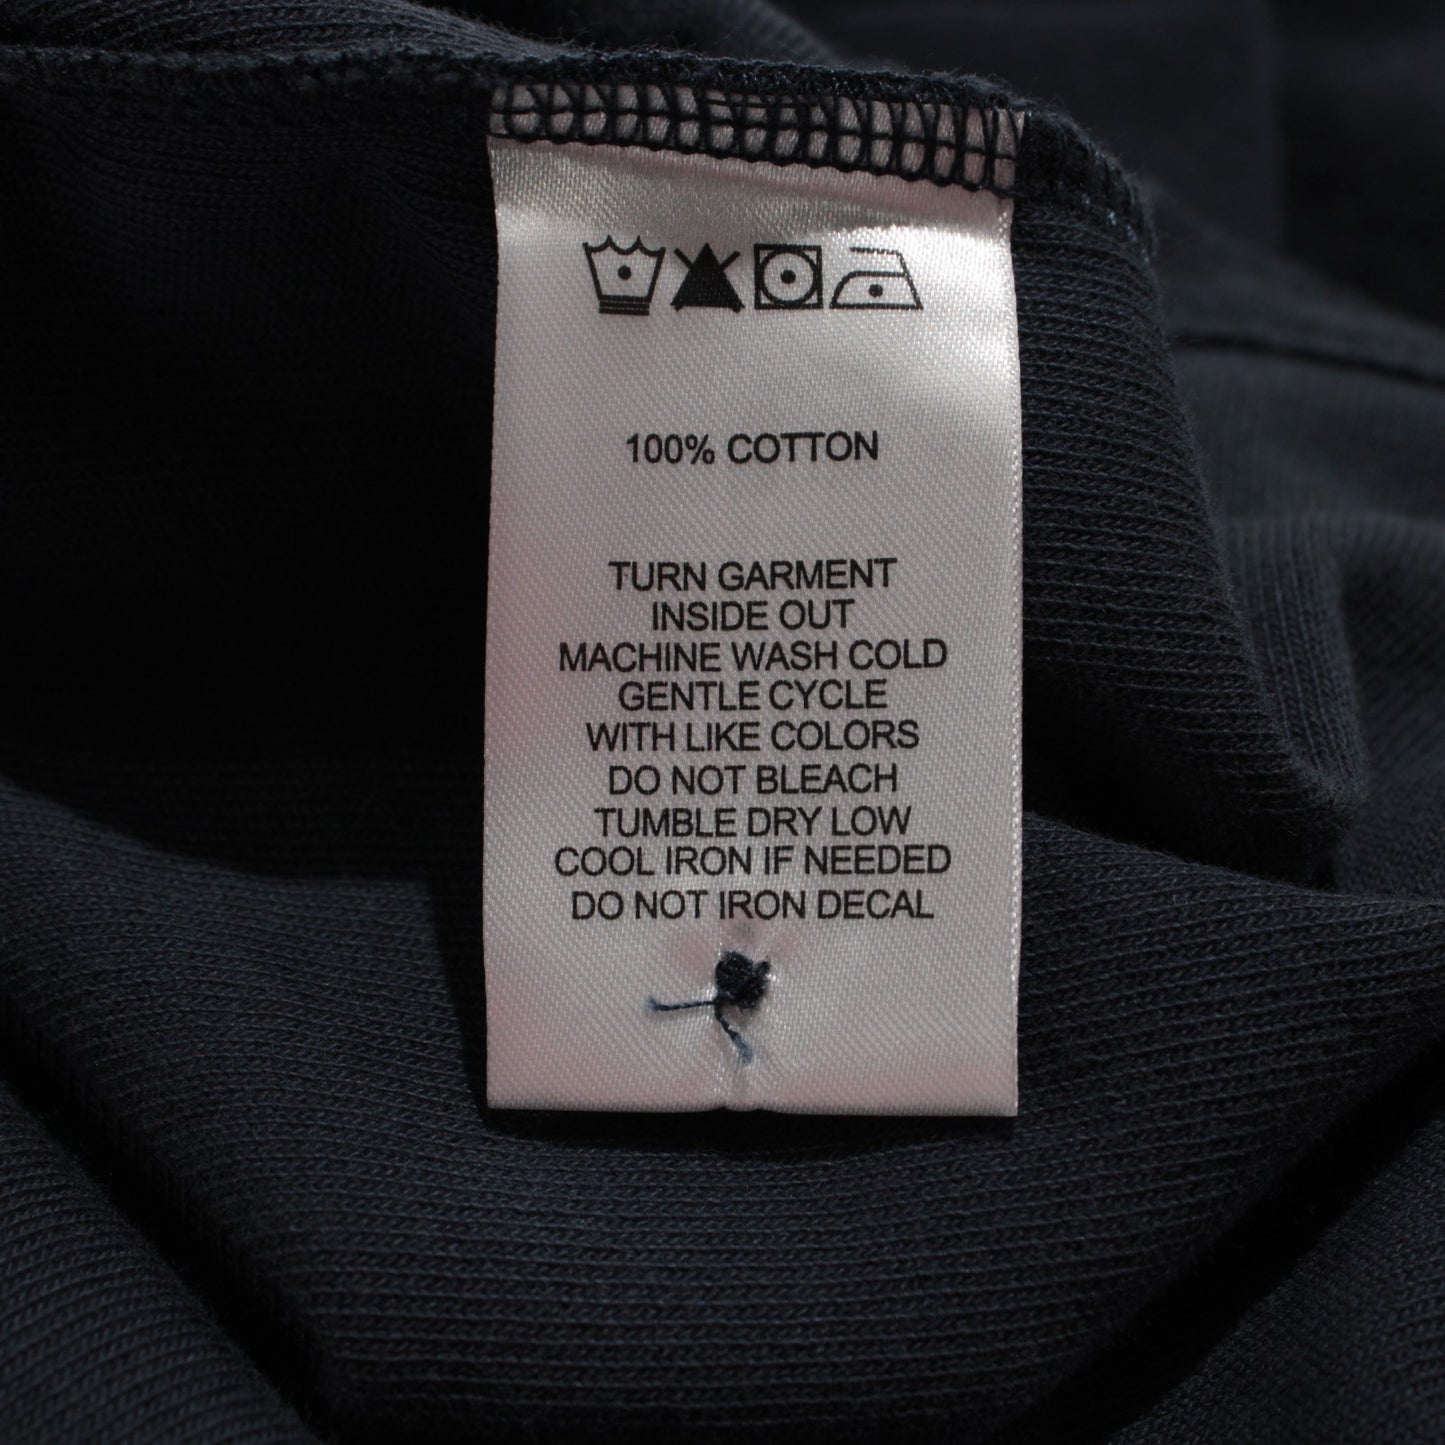 100% COTTON
TURN GARMENT
INSIDE OUT
MACHINE WASH COLD
GENTLE CYCLE
WITH LIKE COLORS
DO NOT BLEACH
TUMBLE DRY LOW
COOL IRON IF NEEDED
DO NOT IRON DECAL